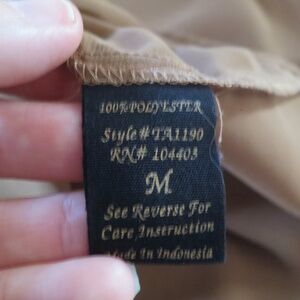 100% POLYESTER
Style# TA1190
RN# 104403
M
See Reverse For
Care Instruction
Made In Indonesia